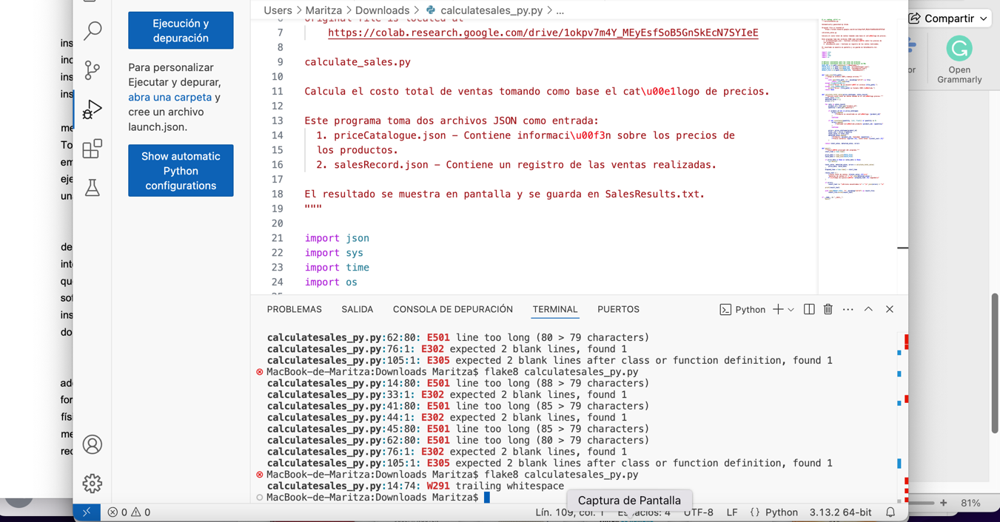 Users > Maritza > Downloads > calculatesales_py.py > ...
Compartir
Open
Grammarly
Ejecución y
depuración
Para personalizar
Ejecutar y depurar,
abra una carpeta y
cree un archivo
launch.json.
Show automatic
Python
configurations
6 Original file is located at
7 https://colab.research.google.com/drive/1okpv7m4Y_MEyEsfSoB5GnSkEcN7SYIeE
8
9 calculate_sales.py
10
11 Calcula el costo total de ventas tomando como base el cat\u00e1logo de precios.
12
13 Este programa toma dos archivos JSON como entrada:
14 1. priceCatalogue.json – Contiene informaci\u00f3n sobre los precios de
15 los productos.
16 2. salesRecord.json – Contiene un registro de las ventas realizadas.
17
18 El resultado se muestra en pantalla y se guarda en SalesResults.txt.
19 """
20
21 import json
22 import sys
23 import time
24 import os
PROBLEMAS SALIDA CONSOLA DE DEPURACIÓN TERMINAL PUERTOS Python
calculatesales_py.py:62:80: E501 line too long (80 > 79 characters)
calculatesales_py.py:76:1: E302 expected 2 blank lines, found 1
calculatesales_py.py:105:1: E305 expected 2 blank lines after class or function definition, found 1
MacBook-de-Maritza:Downloads Maritza$ flake8 calculatesales_py.py
calculatesales_py.py:14:80: E501 line too long (88 > 79 characters)
calculatesales_py.py:33:1: E302 expected 2 blank lines, found 1
calculatesales_py.py:41:80: E501 line too long (85 > 79 characters)
calculatesales_py.py:44:1: E302 expected 2 blank lines, found 1
calculatesales_py.py:45:80: E501 line too long (85 > 79 characters)
calculatesales_py.py:62:80: E501 line too long (80 > 79 characters)
calculatesales_py.py:76:1: E302 expected 2 blank lines, found 1
calculatesales_py.py:105:1: E305 expected 2 blank lines after class or function definition, found 1
MacBook-de-Maritza:Downloads Maritza$ flake8 calculatesales_py.py
calculatesales_py.py:14:74: W291 trailing whitespace
MacBook-de-Maritza:Downloads Maritza$
Captura de Pantalla
0 0 Lín. 109, col. 1 Espacios: 4 UTF-8 LF {} Python 3.13.2 64-bit
81%